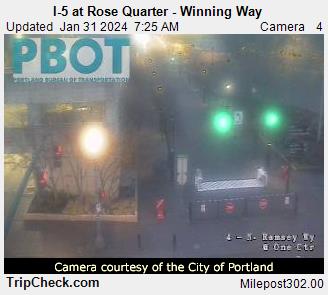 I-5 at Rose Quarter - Winning Way
Updated Jan 31 2024 7:25 AM Camera 4
PBOT
PORTLAND BUREAU OF TRANSPORTATION
4 - N. Ramsey Wy
@ One Ctr
Camera courtesy of the City of Portland
TripCheck.com Milepost302.00